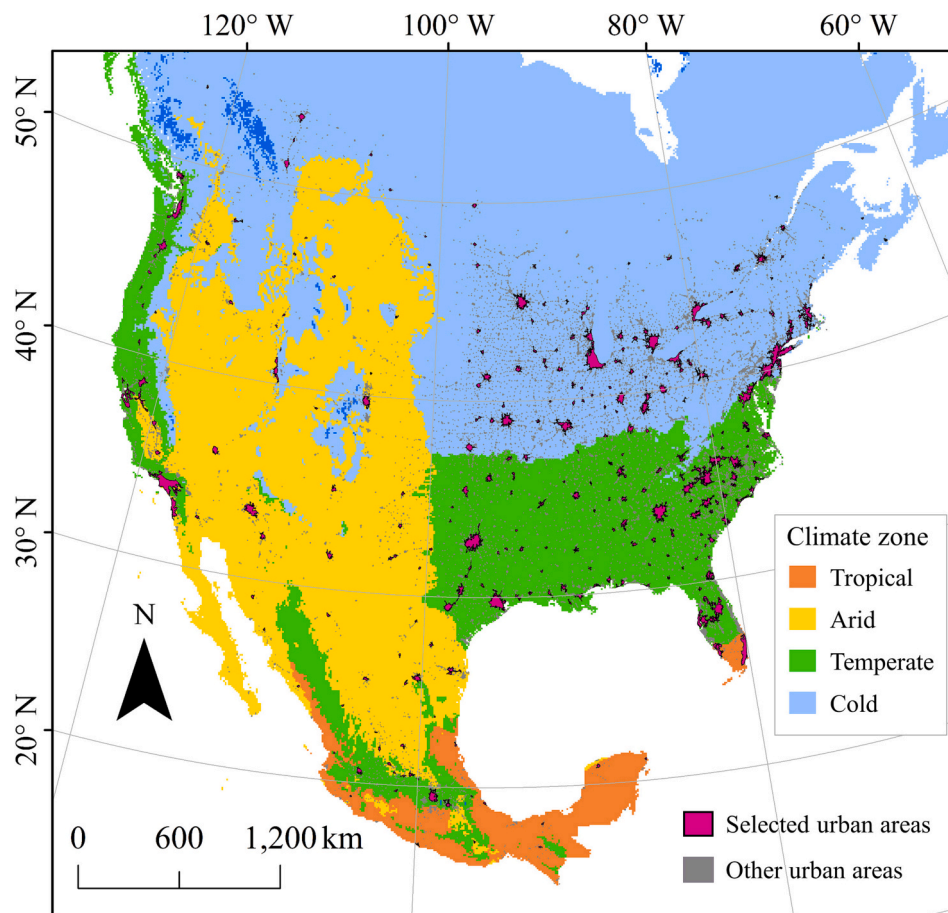 120° W 100° W 80° W 60° W
50° N
40° N
30° N
20° N
N
Climate zone
Tropical
Arid
Temperate
Cold
0 600 1,200 km
Selected urban areas
Other urban areas